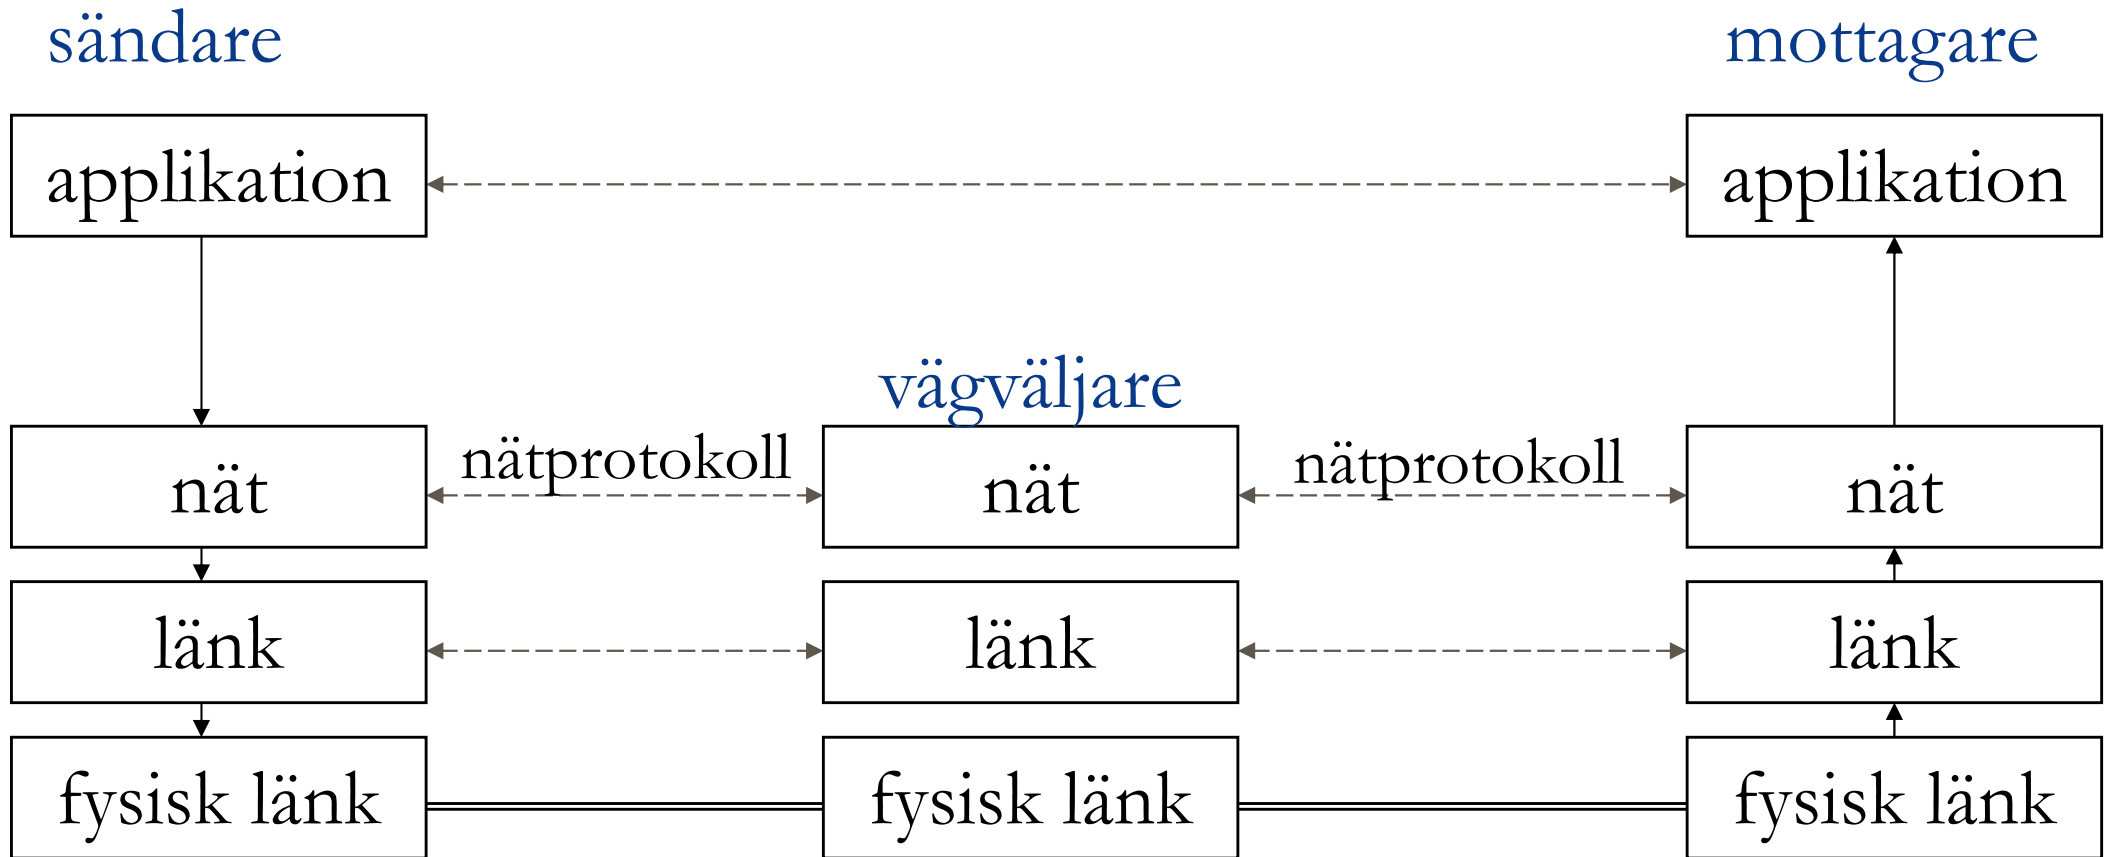 sändare
mottagare
applikation
applikation
vägväljare
nät
nätprotokoll
nät
nätprotokoll
nät
länk
länk
länk
fysisk länk
fysisk länk
fysisk länk